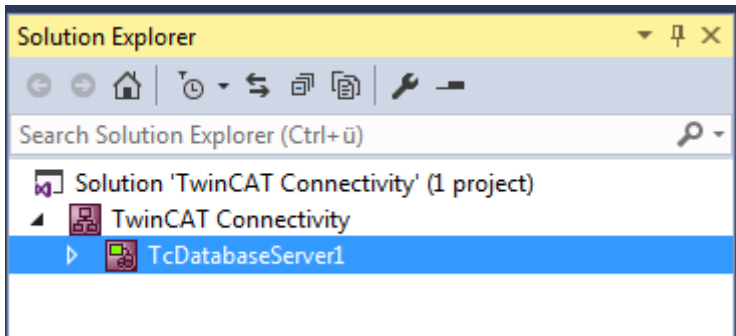 Solution Explorer
Search Solution Explorer (Ctrl+ü)
Solution 'TwinCAT Connectivity' (1 project)
TwinCAT Connectivity
TcDatabaseServer1